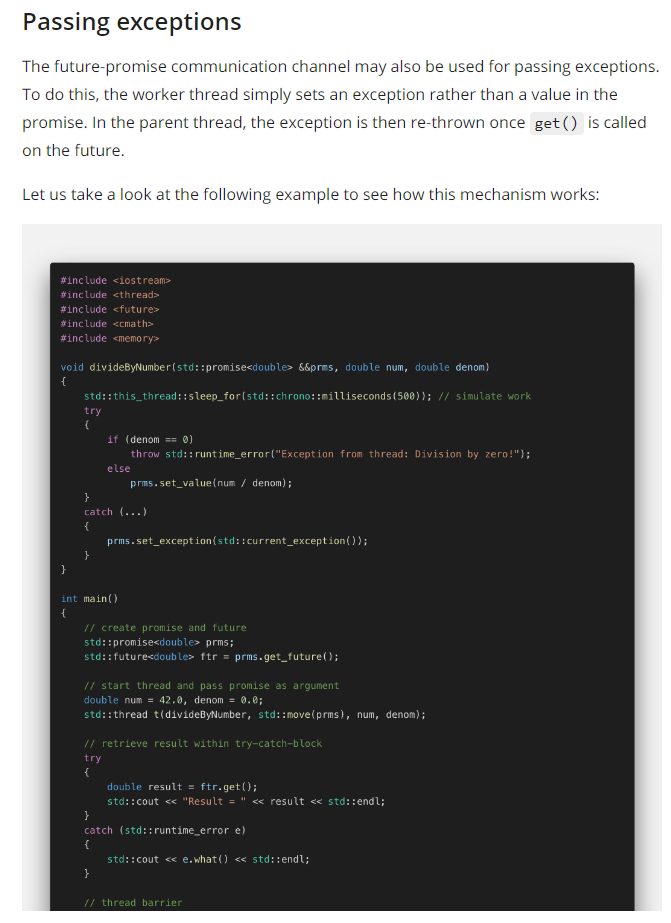 Passing exceptions
The future-promise communication channel may also be used for passing exceptions.
To do this, the worker thread simply sets an exception rather than a value in the
promise. In the parent thread, the exception is then re-thrown once get() is called
on the future.
Let us take a look at the following example to see how this mechanism works:
#include <iostream>
#include <thread>
#include <future>
#include <cmath>
#include <memory>
void divideByNumber(std::promise<double> &&prms, double num, double denom)
{
    std::this_thread::sleep_for(std::chrono::milliseconds(500)); // simulate work
    try
    {
        if (denom == 0)
            throw std::runtime_error("Exception from thread: Division by zero!");
        else
            prms.set_value(num / denom);
    }
    catch (...)
    {
        prms.set_exception(std::current_exception());
    }
}
int main()
{
    // create promise and future
    std::promise<double> prms;
    std::future<double> ftr = prms.get_future();
    // start thread and pass promise as argument
    double num = 42.0, denom = 0.0;
    std::thread t(divideByNumber, std::move(prms), num, denom);
    // retrieve result within try-catch-block
    try
    {
        double result = ftr.get();
        std::cout << "Result = " << result << std::endl;
    }
    catch (std::runtime_error e)
    {
        std::cout << e.what() << std::endl;
    }
    // thread barrier